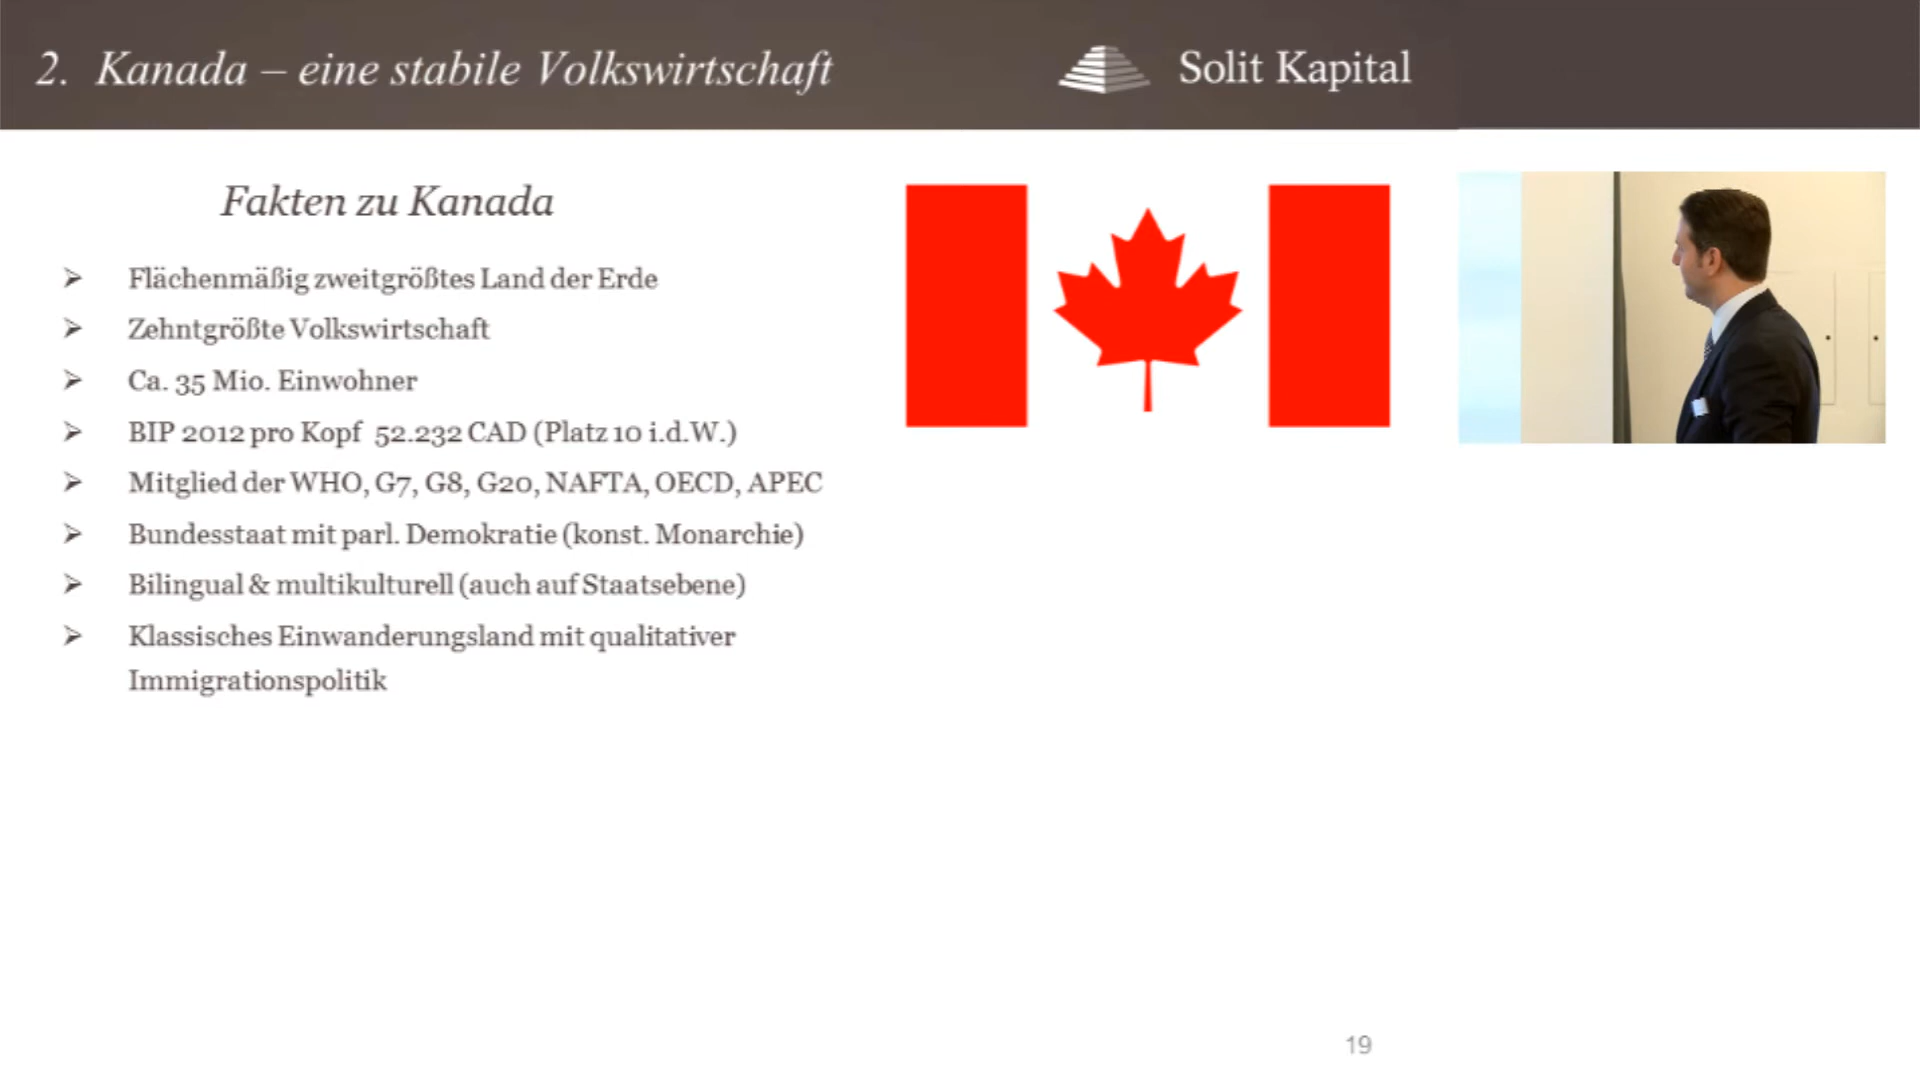 2. Kanada – eine stabile Volkswirtschaft
Solit Kapital
Fakten zu Kanada
➢ Flächenmäßig zweitgrößtes Land der Erde
➢ Zehntgrößte Volkswirtschaft
➢ Ca. 35 Mio. Einwohner
➢ BIP 2012 pro Kopf 52.232 CAD (Platz 10 i.d.W.)
➢ Mitglied der WHO, G7, G8, G20, NAFTA, OECD, APEC
➢ Bundesstaat mit parl. Demokratie (konst. Monarchie)
➢ Bilingual & multikulturell (auch auf Staatsebene)
➢ Klassisches Einwanderungsland mit qualitativer
Immigrationspolitik
19